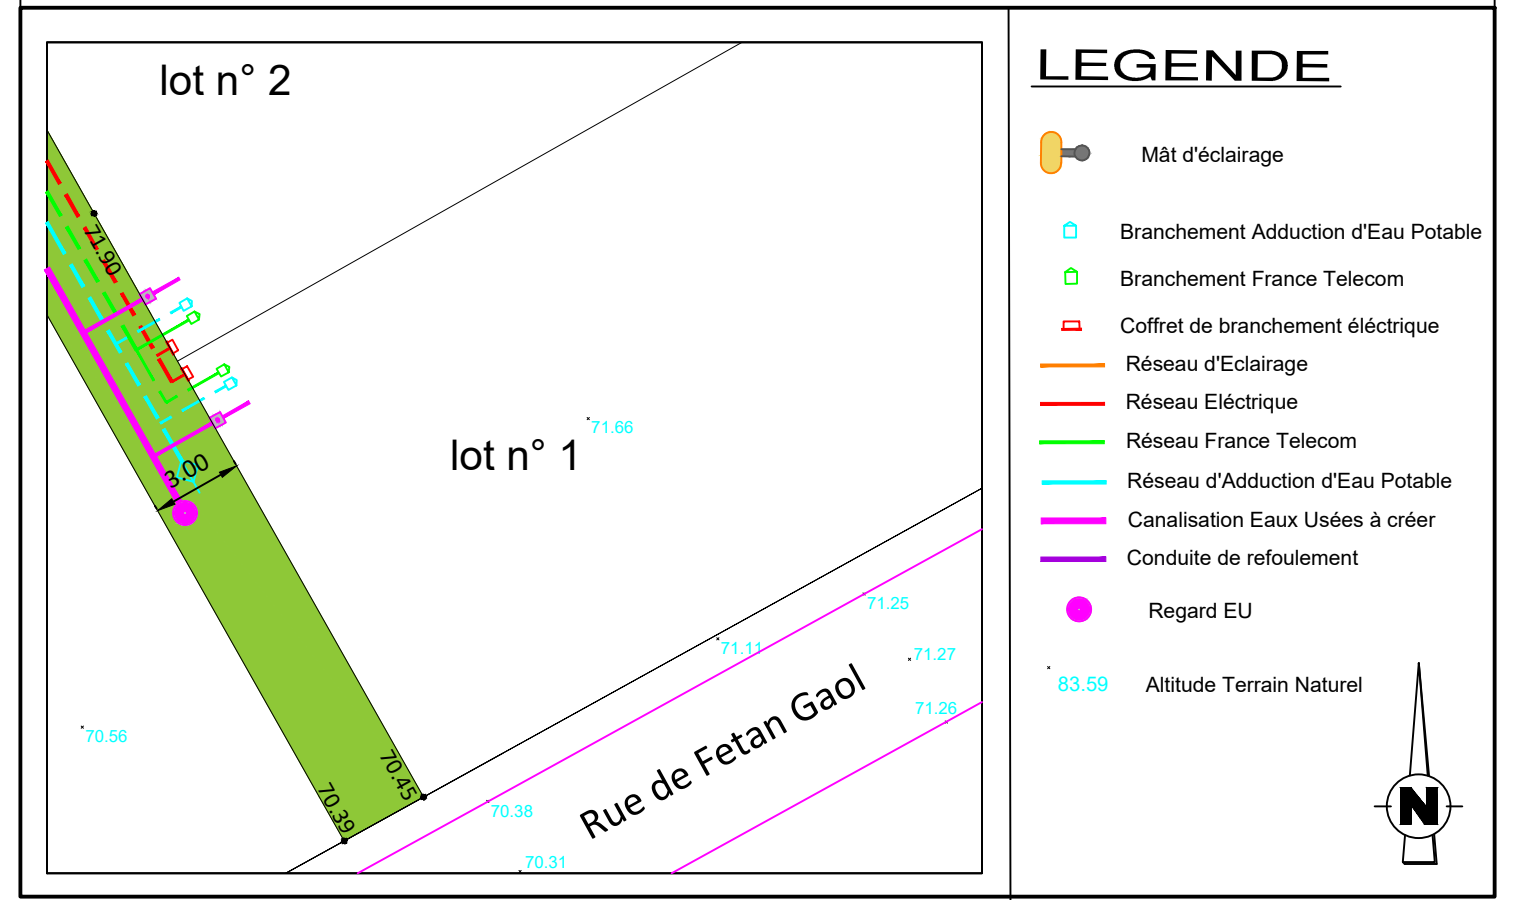 lot n° 2
71.90
3.00
lot n° 1
71.66
71.25
71.11
71.27
71.26
Rue de Fetan Gaol
70.56
70.45
70.39
70.38
70.31
LEGENDE
Mât d'éclairage
Branchement Adduction d'Eau Potable
Branchement France Telecom
Coffret de branchement éléctrique
Réseau d'Eclairage
Réseau Eléctrique
Réseau France Telecom
Réseau d'Adduction d'Eau Potable
Canalisation Eaux Usées à créer
Conduite de refoulement
Regard EU
83.59 Altitude Terrain Naturel
N